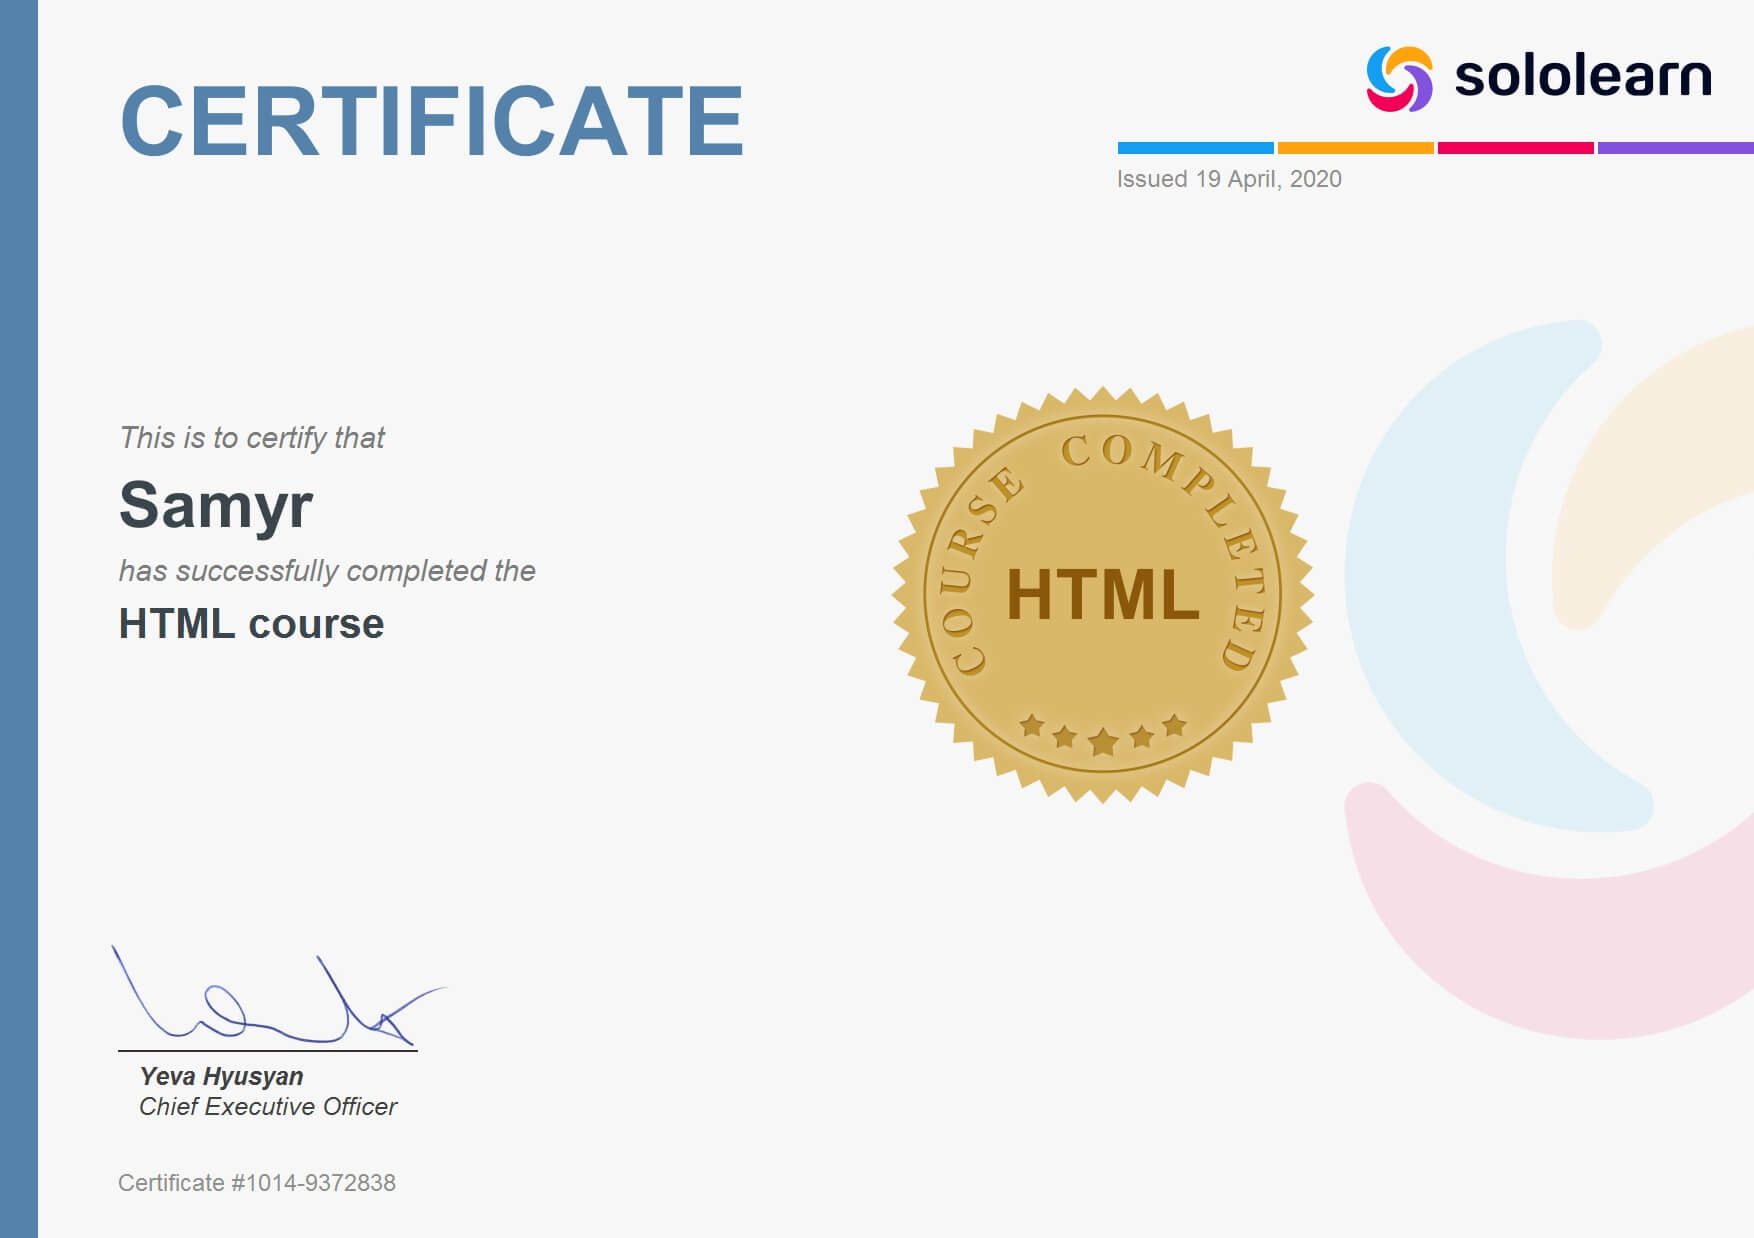 CERTIFICATE
sololearn
Issued 19 April, 2020
This is to certify that
Samyr
has successfully completed the
HTML course
COURSE COMPLETED
HTML
Yeva Hyusyan
Chief Executive Officer
Certificate #1014-9372838